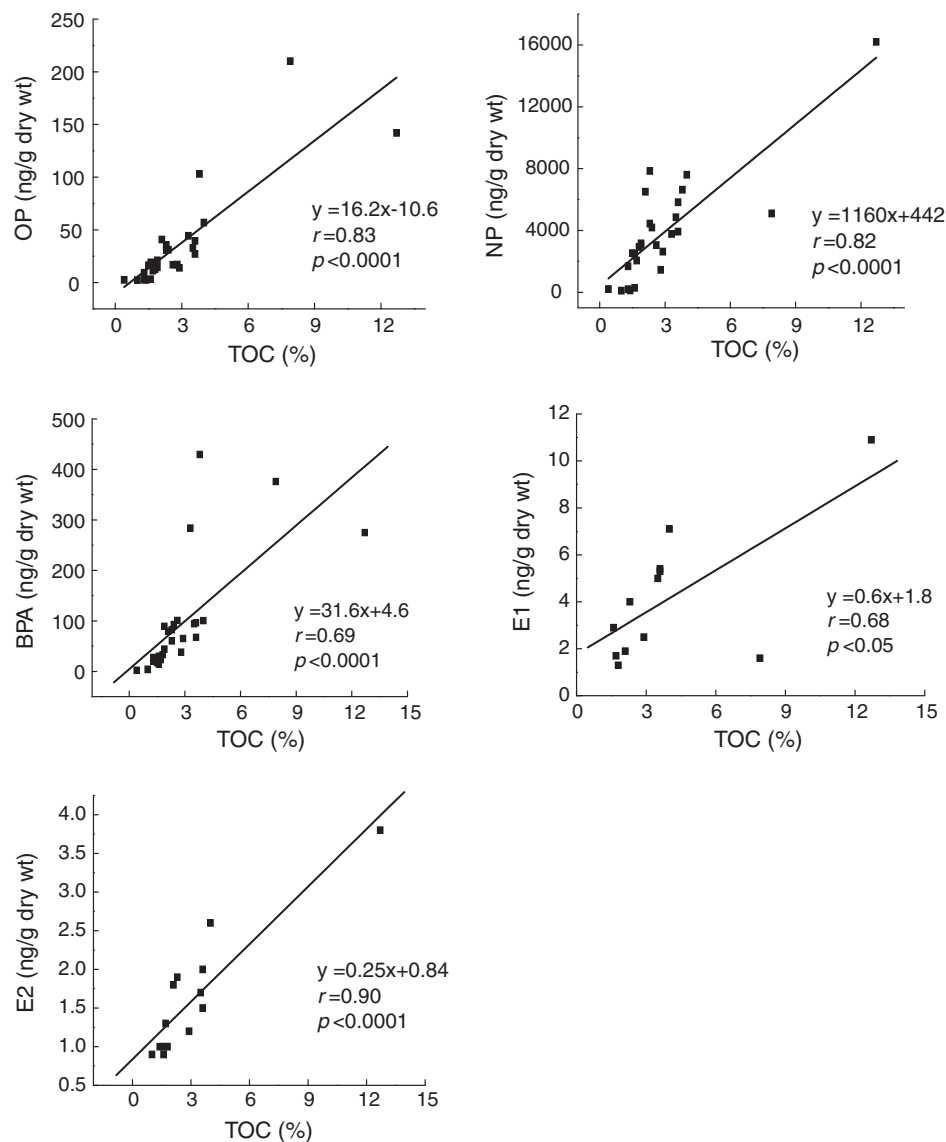 250
200
150
100
50
0
OP (ng/g dry wt)
y =16.2x-10.6
r=0.83
p<0.0001
0 3 6 9 12
TOC (%)
16000
12000
8000
4000
0
NP (ng/g dry wt)
y =1160x+442
r=0.82
p<0.0001
0 3 6 9 12
TOC (%)
500
400
300
200
100
0
BPA (ng/g dry wt)
y =31.6x+4.6
r=0.69
p<0.0001
0 3 6 9 12 15
TOC (%)
12
10
8
6
4
2
0
E1 (ng/g dry wt)
y =0.6x+1.8
r=0.68
p<0.05
0 3 6 9 12 15
TOC (%)
4.0
3.5
3.0
2.5
2.0
1.5
1.0
0.5
E2 (ng/g dry wt)
y =0.25x+0.84
r=0.90
p<0.0001
0 3 6 9 12 15
TOC (%)